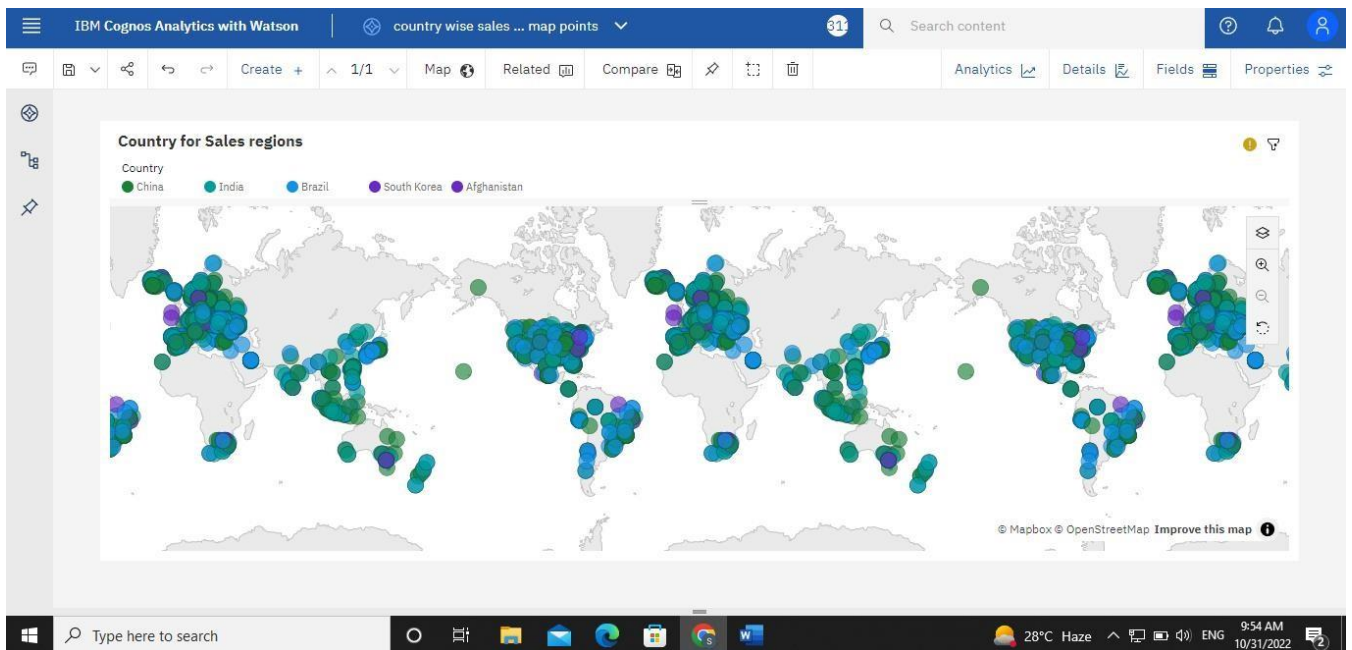 IBM Cognos Analytics with Watson
country wise sales ... map points
311
Search content
Create +
1/1
Map
Related
Compare
Analytics
Details
Fields
Properties
Country for Sales regions
Country
China
India
Brazil
South Korea
Afghanistan
© Mapbox © OpenStreetMap Improve this map
Type here to search
28°C Haze
ENG
9:54 AM
10/31/2022
2